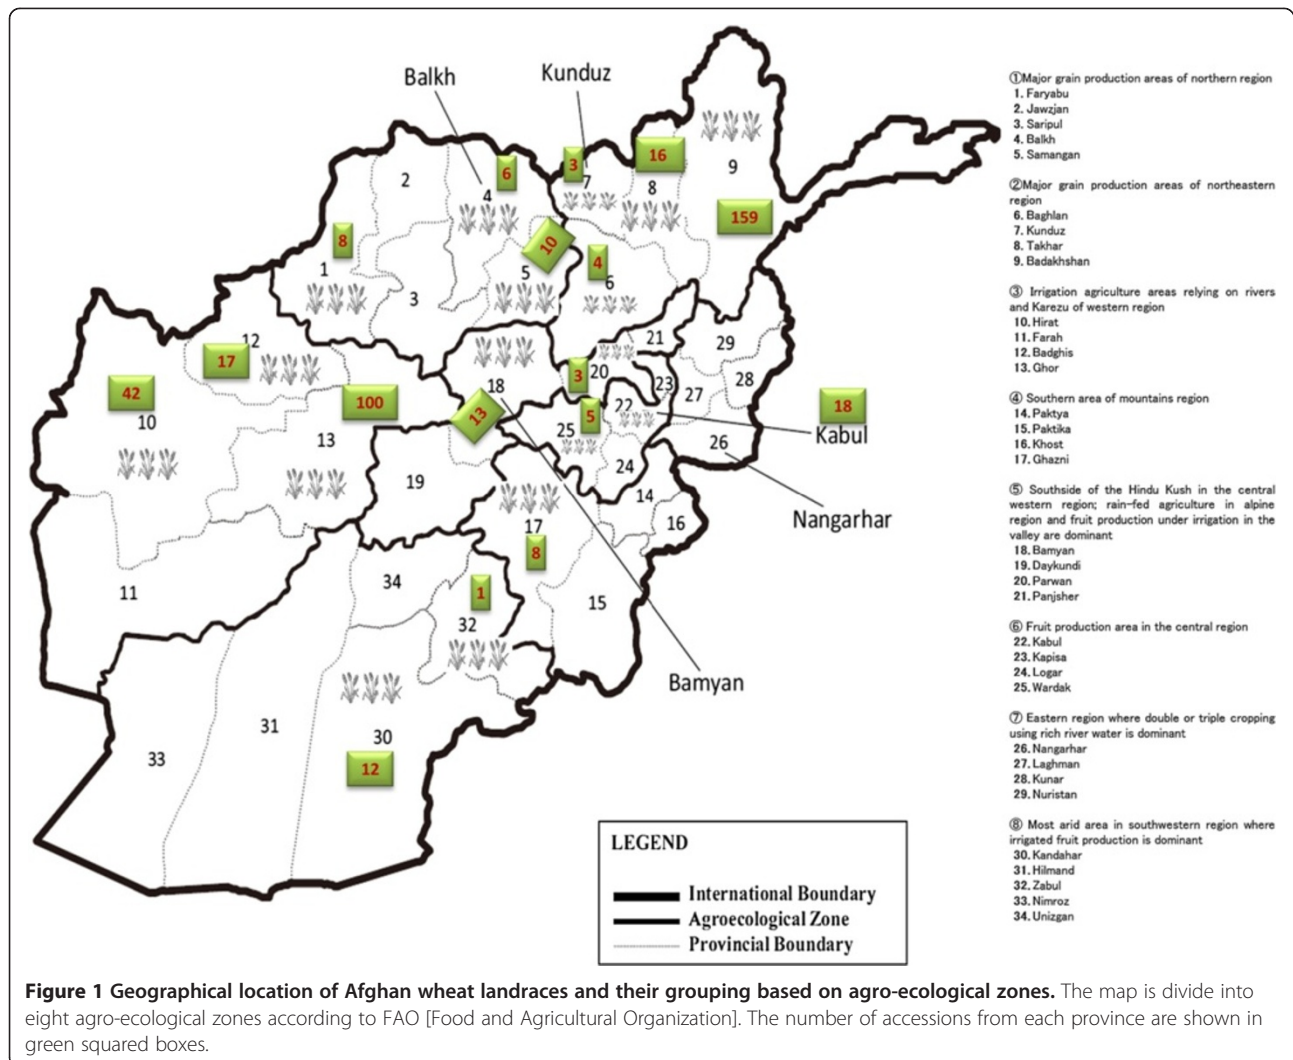 Balkh
Kunduz
2
6
4
3
7
16
8
9
159
8
1
3
10
5
4
6
12
17
42
10
100
13
18
13
3
20
21
23
22
5
25
24
29
28
27
26
18
Kabul
Nangarhar
19
14
16
17
8
15
11
34
1
32
Bamyan
31
33
30
12
LEGEND
International Boundary
Agroecological Zone
Provincial Boundary
①Major grain production areas of northern region
1. Faryabu
2. Jawzjan
3. Saripul
4. Balkh
5. Samangan
②Major grain production areas of northeastern
region
6. Baghlan
7. Kunduz
8. Takhar
9. Badakhshan
③ Irrigation agriculture areas relying on rivers
and Karezu of western region
10. Hirat
11. Farah
12. Badghis
13. Ghor
④ Southern area of mountains region
14. Paktya
15. Paktika
16. Khost
17. Ghazni
⑤ Southside of the Hindu Kush in the central
western region; rain-fed agriculture in alpine
region and fruit production under irrigation in the
valley are dominant
18. Bamyan
19. Daykundi
20. Parwan
21. Panjsher
⑥ Fruit production area in the central region
22. Kabul
23. Kapisa
24. Logar
25. Wardak
⑦ Eastern region where double or triple cropping
using rich river water is dominant
26. Nangarhar
27. Laghman
28. Kunar
29. Nuristan
⑧ Most arid area in southwestern region where
irrigated fruit production is dominant
30. Kandahar
31. Hilmand
32. Zabul
33. Nimroz
34. Unizgan
Figure 1 Geographical location of Afghan wheat landraces and their grouping based on agro-ecological zones. The map is divide into
eight agro-ecological zones according to FAO [Food and Agricultural Organization]. The number of accessions from each province are shown in
green squared boxes.